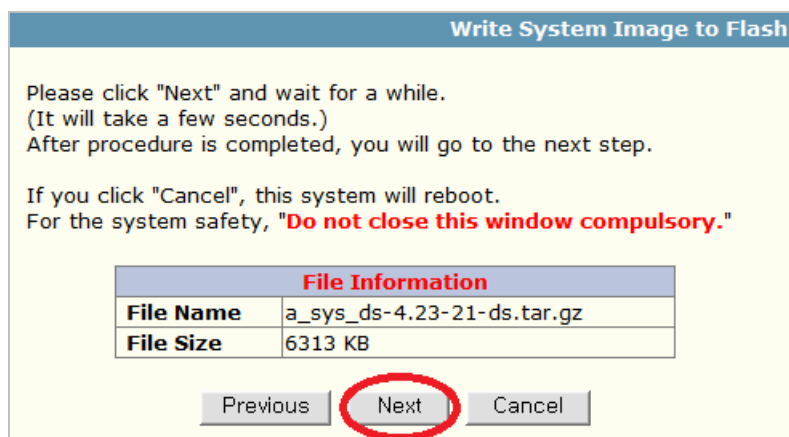 Write System Image to Flash
Please click "Next" and wait for a while.
(It will take a few seconds.)
After procedure is completed, you will go to the next step.
If you click "Cancel", this system will reboot.
For the system safety, "Do not close this window compulsory."
File Information
File Name a_sys_ds-4.23-21-ds.tar.gz
File Size 6313 KB
Previous Next Cancel